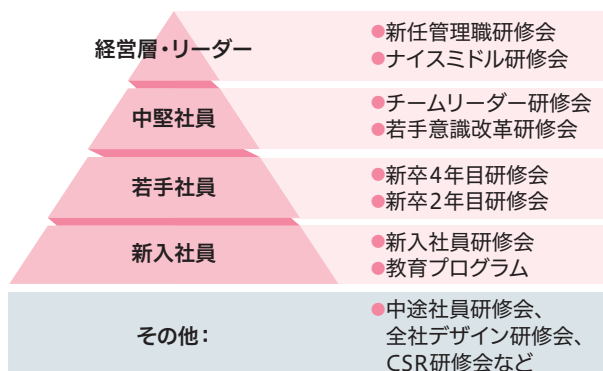 経営層・リーダー
●新任管理職研修会
●ナイスミドル研修会
中堅社員
●チームリーダー研修会
●若手意識改革研修会
若手社員
●新卒4年目研修会
●新卒2年目研修会
新入社員
●新入社員研修会
●教育プログラム
その他：
●中途社員研修会、
全社デザイン研修会、
CSR研修会など